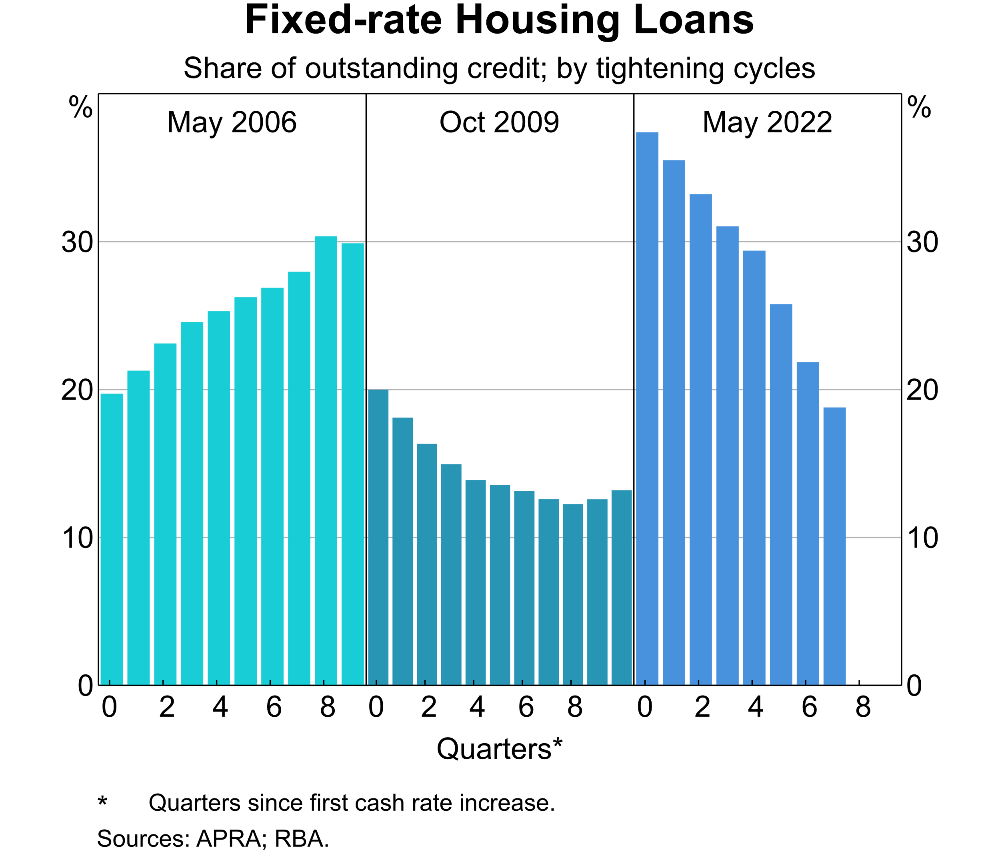 Fixed-rate Housing Loans
Share of outstanding credit; by tightening cycles
% %
May 2006 Oct 2009 May 2022
30 30
20 20
10 10
0 0
0 2 4 6 8 0 2 4 6 8 0 2 4 6 8
Quarters*
* Quarters since first cash rate increase.
Sources: APRA; RBA.